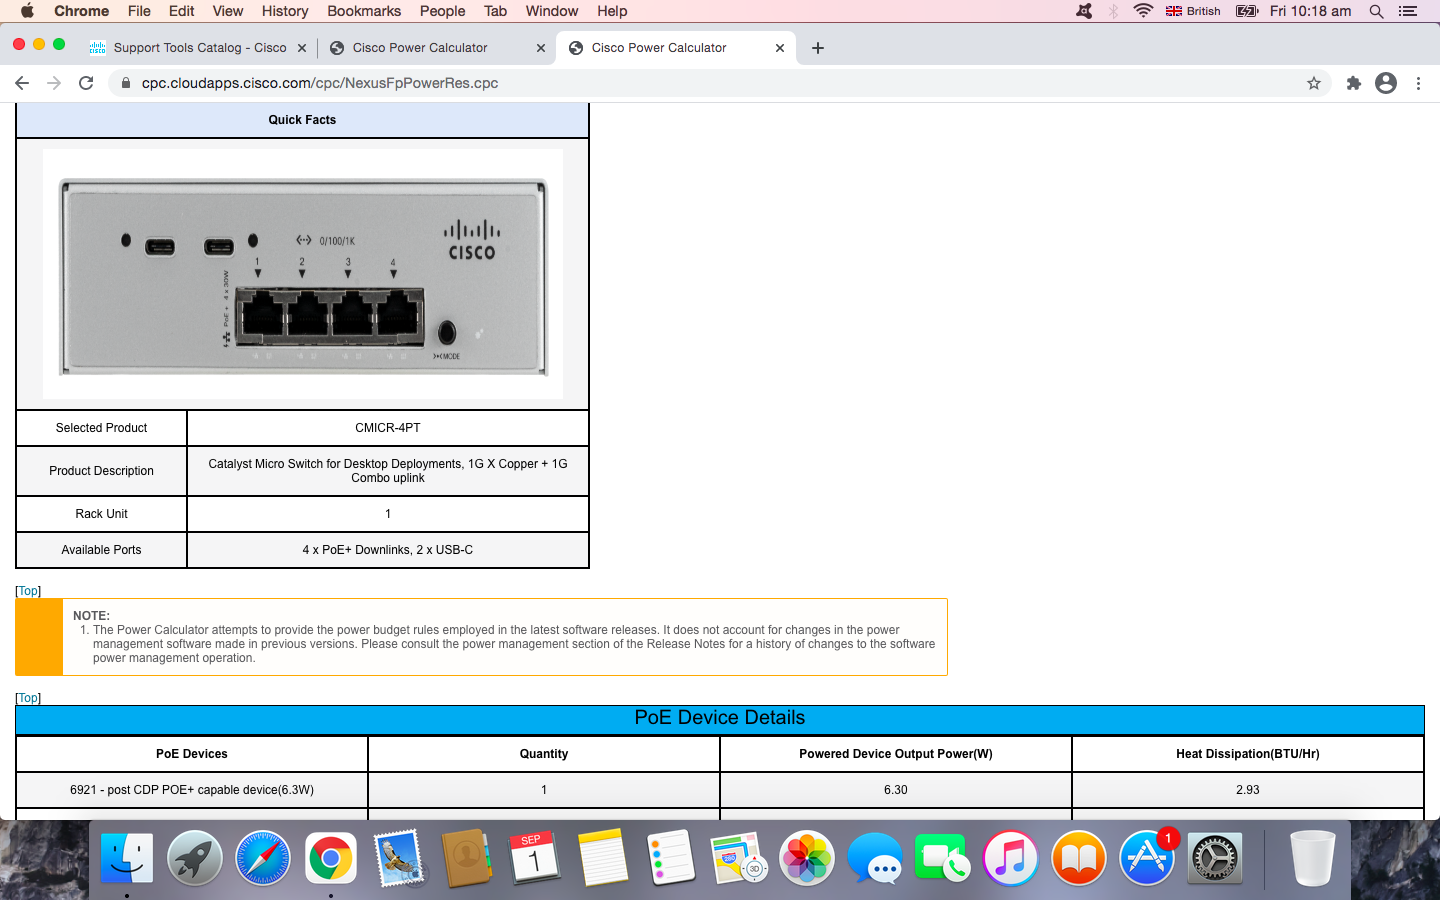 Chrome File Edit View History Bookmarks People Tab Window Help British Fri 10:18 am
Support Tools Catalog - Cisco Cisco Power Calculator Cisco Power Calculator
cpc.cloudapps.cisco.com/cpc/NexusFpPowerRes.cpc
Quick Facts
0/100/1K
CISCO
1 2 3 4
PoE + 4 x 30W
MODE
Selected Product CMICR-4PT
Product Description Catalyst Micro Switch for Desktop Deployments, 1G X Copper + 1G
Combo uplink
Rack Unit 1
Available Ports 4 x PoE+ Downlinks, 2 x USB-C
[Top]
NOTE:
1. The Power Calculator attempts to provide the power budget rules employed in the latest software releases. It does not account for changes in the power
management software made in previous versions. Please consult the power management section of the Release Notes for a history of changes to the software
power management operation.
[Top]
PoE Device Details
PoE Devices Quantity Powered Device Output Power(W) Heat Dissipation(BTU/Hr)
6921 - post CDP POE+ capable device(6.3W) 1 6.30 2.93
SEP
1
280
3D
1